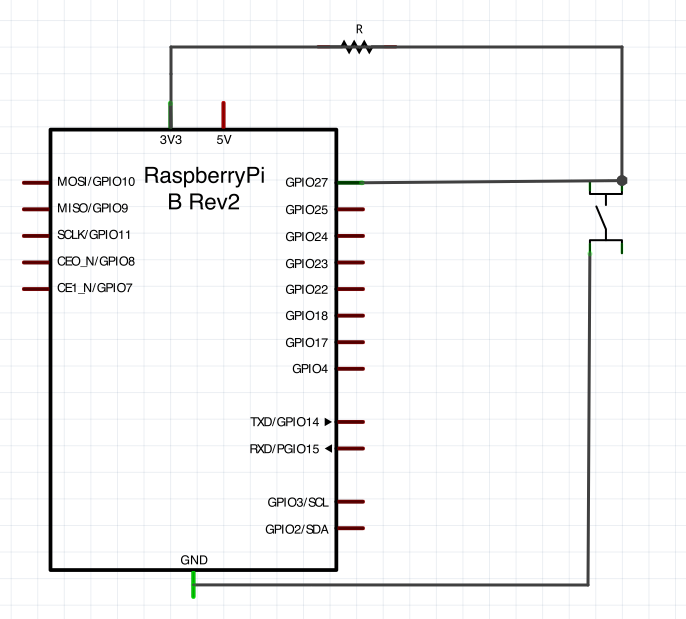 R
3V3
5V
RaspberryPi
B Rev2
MOSI/GPIO10
MISO/GPIO9
SCLK/GPIO11
CEO_N/GPIO8
CE1_N/GPIO7
GPIO27
GPIO25
GPIO24
GPIO23
GPIO22
GPIO18
GPIO17
GPIO4
TXD/GPIO14
RXD/PGIO15
GPIO3/SCL
GPIO2/SDA
GND